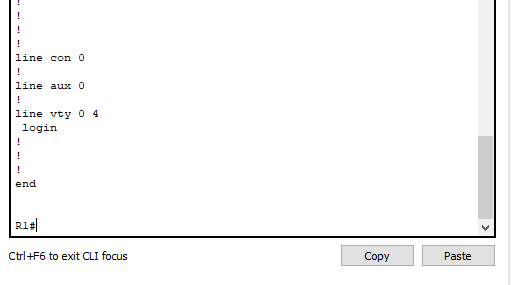 !
!
!
!
line con 0
!
line aux 0
!
line vty 0 4
 login
!
!
!
end
R1#
Ctrl+F6 to exit CLI focus
Copy
Paste